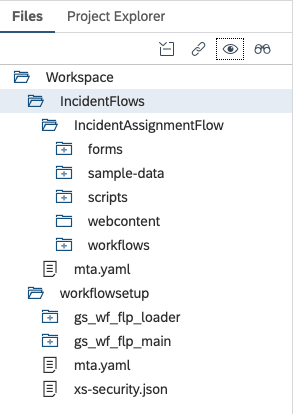 Files Project Explorer
Workspace
IncidentFlows
IncidentAssignmentFlow
forms
sample-data
scripts
webcontent
workflows
mta.yaml
workflowsetup
gs_wf_flp_loader
gs_wf_flp_main
mta.yaml
xs-security.json